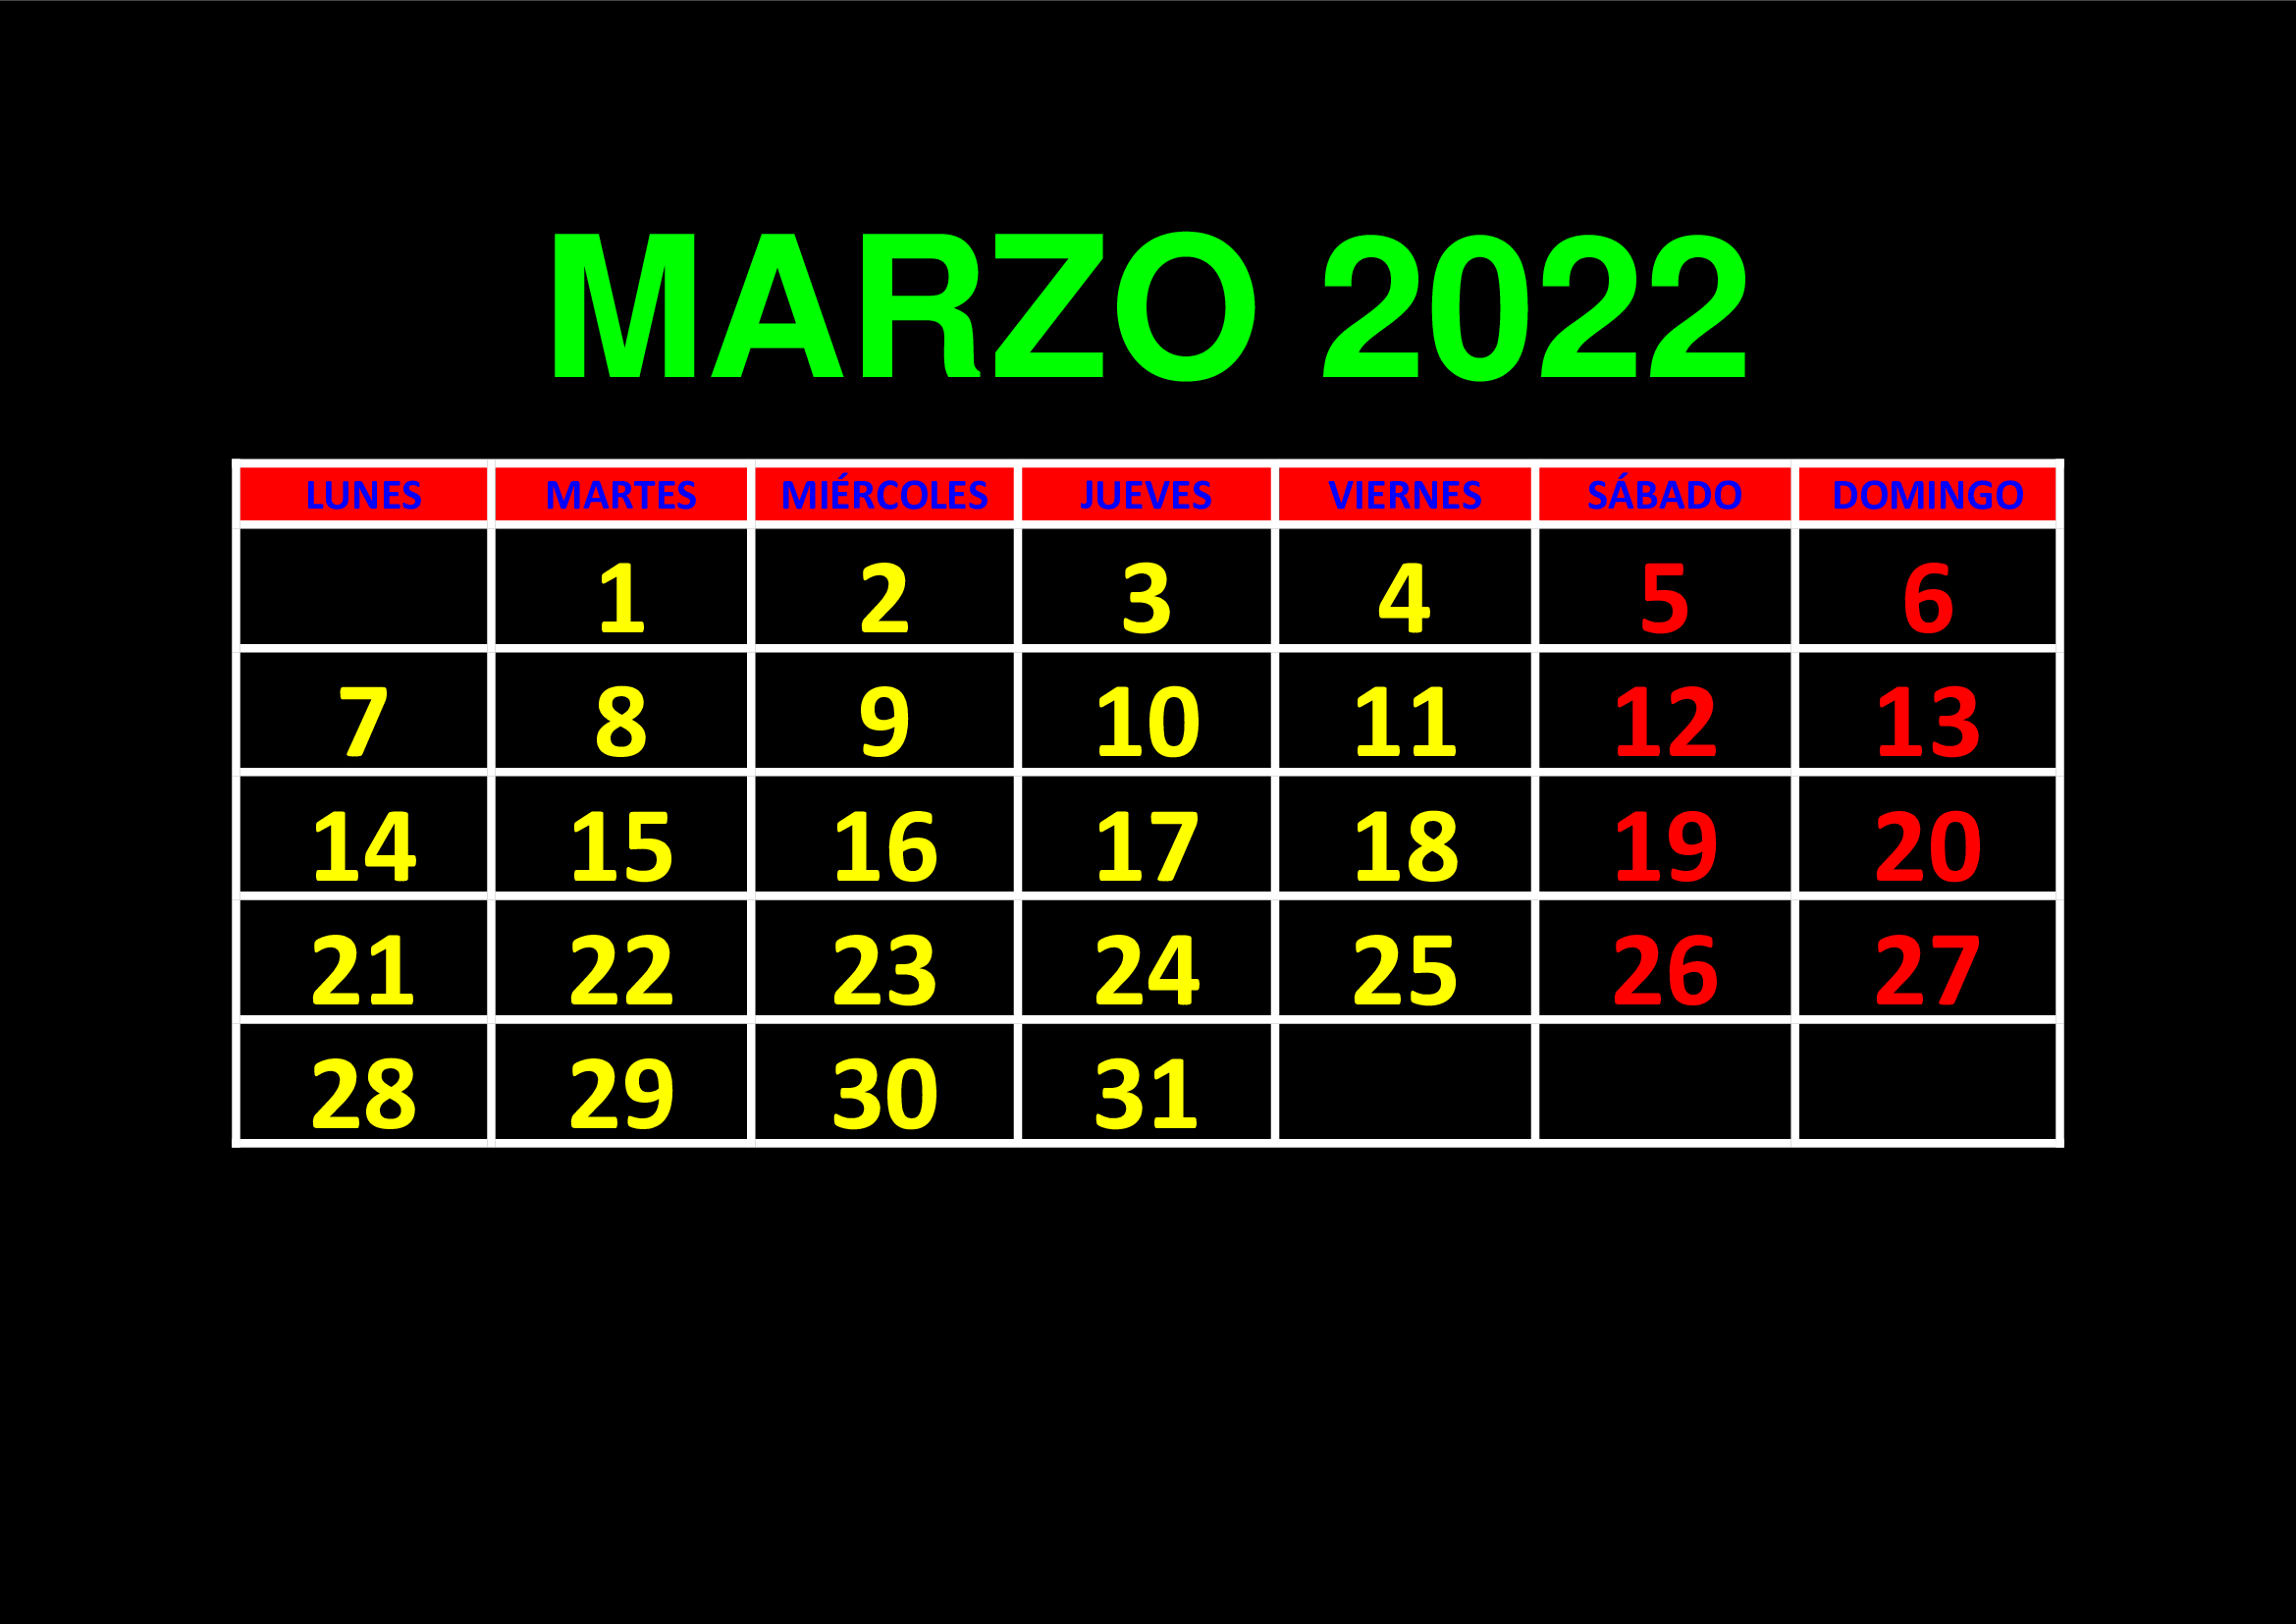 MARZO 2022
LUNES MARTES MIÉRCOLES JUEVES VIERNES SÁBADO DOMINGO
1 2 3 4 5 6
7 8 9 10 11 12 13
14 15 16 17 18 19 20
21 22 23 24 25 26 27
28 29 30 31